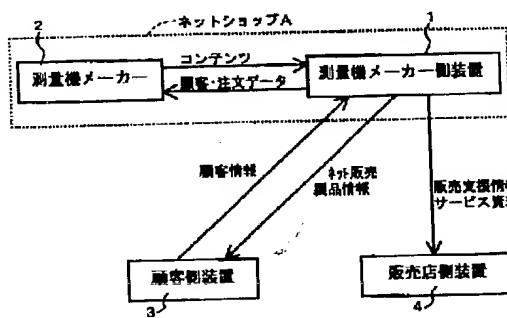 ネットショップA
2
1
コンテンツ
測量機メーカー
測量機メーカー側装置
顧客・注文データ
顧客情報
ネット販売
製品情報
販売支援情
サービス資
顧客側装置
販売店側装置
3
4